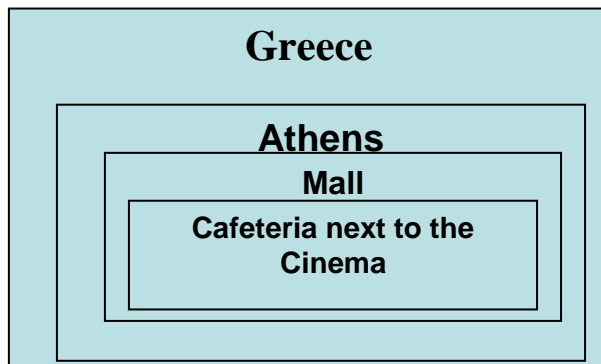 Greece
Athens
Mall
Cafeteria next to the
Cinema